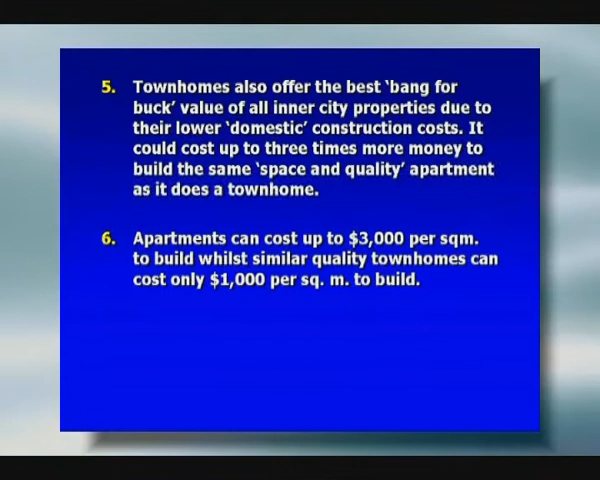 5. Townhomes also offer the best ‘bang for
buck’ value of all inner city properties due to
their lower ‘domestic’ construction costs. It
could cost up to three times more money to
build the same ‘space and quality’ apartment
as it does a townhome.
6. Apartments can cost up to $3,000 per sqm.
to build whilst similar quality townhomes can
cost only $1,000 per sq. m. to build.